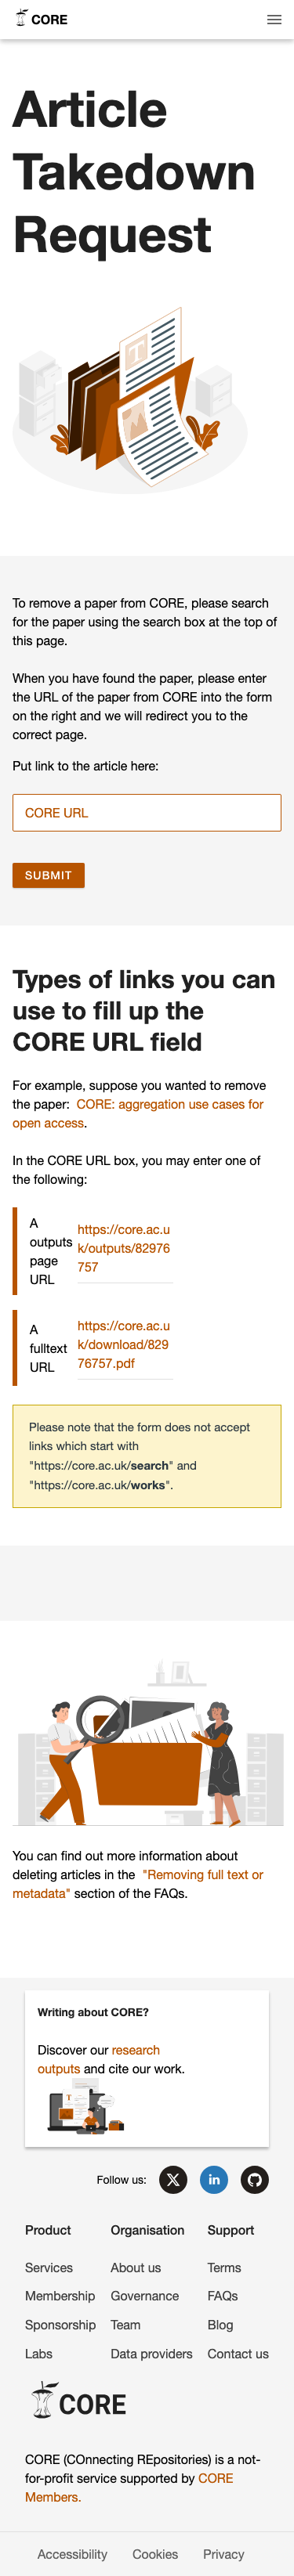 CORE
Article
Takedown
Request
T
To remove a paper from CORE, please search
for the paper using the search box at the top of
this page.
When you have found the paper, please enter
the URL of the paper from CORE into the form
on the right and we will redirect you to the
correct page.
Put link to the article here:
CORE URL
SUBMIT
Types of links you can
use to fill up the
CORE URL field
For example, suppose you wanted to remove
the paper: CORE: aggregation use cases for
open access.
In the CORE URL box, you may enter one of
the following:
A
outputs
page
URL
https://core.ac.u
k/outputs/82976
757
A
fulltext
URL
https://core.ac.u
k/download/829
76757.pdf
Please note that the form does not accept
links which start with
"https://core.ac.uk/search" and
"https://core.ac.uk/works".
You can find out more information about
deleting articles in the "Removing full text or
metadata" section of the FAQs.
Writing about CORE?
Discover our research
outputs and cite our work.
T
Follow us:
in
Product
Organisation
Support
Services
About us
Terms
Membership
Governance
FAQs
Sponsorship
Team
Blog
Labs
Data providers
Contact us
CORE
CORE (COnnecting REpositories) is a not-
for-profit service supported by CORE
Members.
Accessibility
Cookies
Privacy